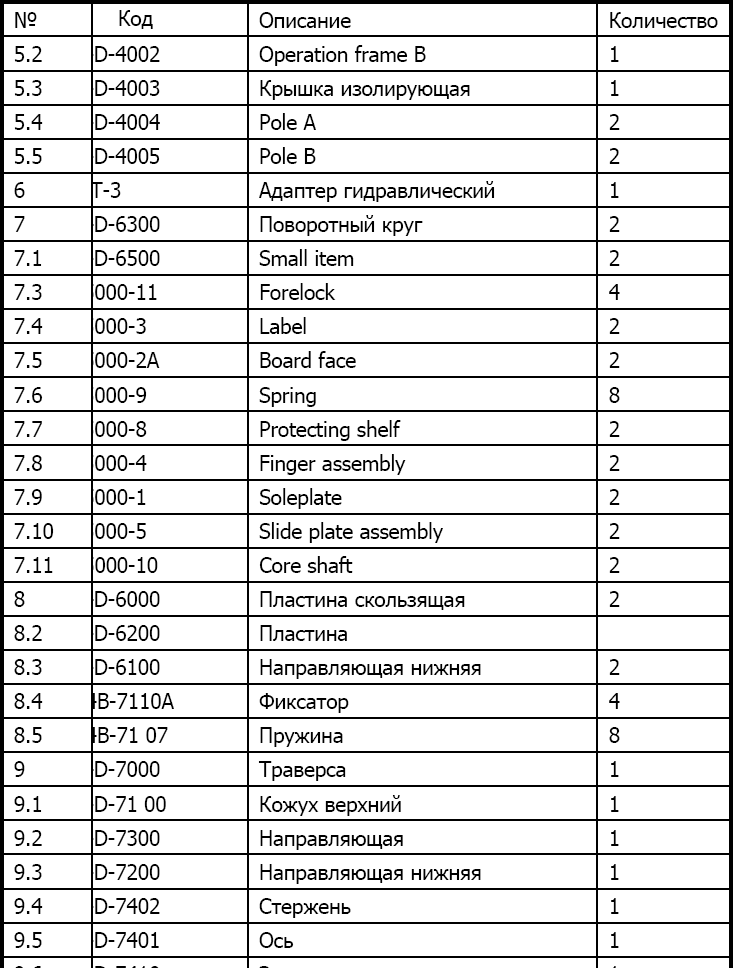 № Код Описание Количество
5.2 D-4002 Operation frame B 1
5.3 D-4003 Крышка изолирующая 1
5.4 D-4004 Pole A 2
5.5 D-4005 Pole B 2
6 T-3 Адаптер гидравлический 1
7 D-6300 Поворотный круг 2
7.1 D-6500 Small item 2
7.3 000-11 Forelock 4
7.4 000-3 Label 2
7.5 000-2A Board face 2
7.6 000-9 Spring 8
7.7 000-8 Protecting shelf 2
7.8 000-4 Finger assembly 2
7.9 000-1 Soleplate 2
7.10 000-5 Slide plate assembly 2
7.11 000-10 Core shaft 2
8 D-6000 Пластина скользящая 2
8.2 D-6200 Пластина
8.3 D-6100 Направляющая нижняя 2
8.4 B-7110A Фиксатор 4
8.5 B-71 07 Пружина 8
9 D-7000 Траверса 1
9.1 D-71 00 Кожух верхний 1
9.2 D-7300 Направляющая 1
9.3 D-7200 Направляющая нижняя 1
9.4 D-7402 Стержень 1
9.5 D-7401 Ось 1